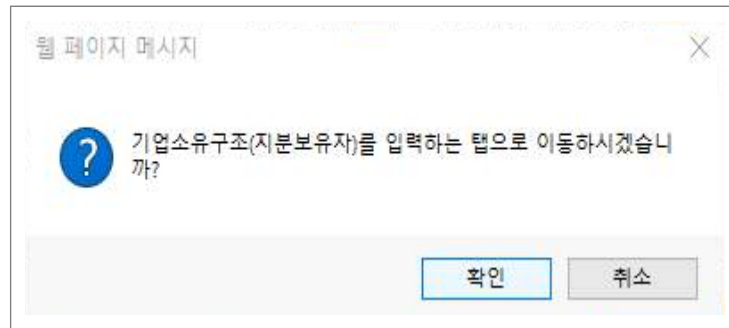 웹 페이지 메시지
기업소유구조(지분보유자)를 입력하는 탭으로 이동하시겠습니
까?
확인
취소